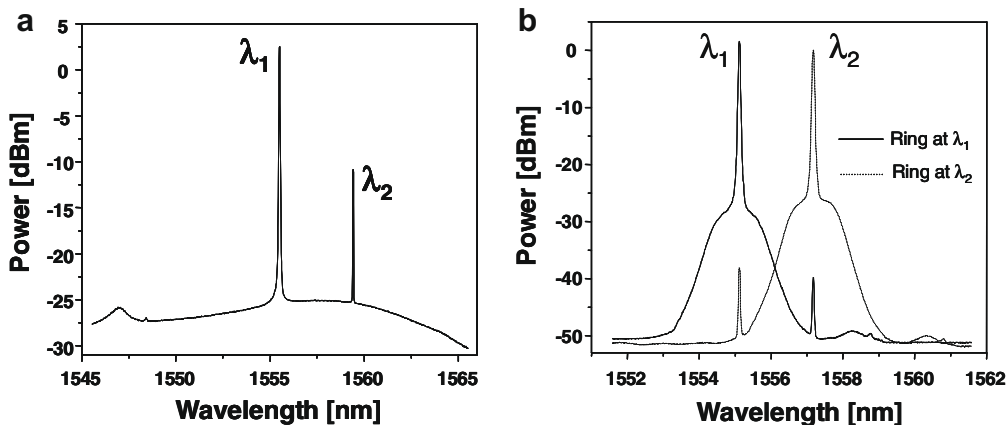 a
5
0
-5
-10
-15
-20
-25
-30
Power [dBm]
λ1
λ2
1545 1550 1555 1560 1565
Wavelength [nm]
b
0
-10
-20
-30
-40
-50
Power [dBm]
λ1
λ2
Ring at λ1
Ring at λ2
1552 1554 1556 1558 1560 1562
Wavelength [nm]